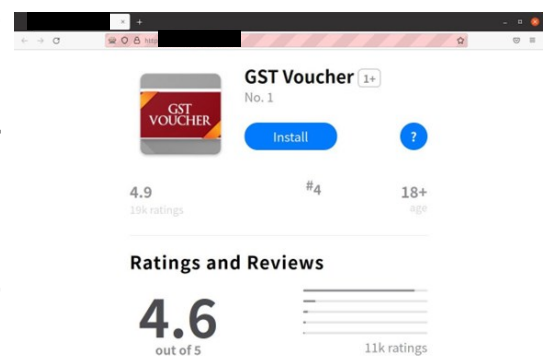 GST Voucher 1+
No. 1
GST
VOUCHER
Install
?
4.9
#4
18+
19k ratings
age
Ratings and Reviews
4.6
out of 5
11k ratings